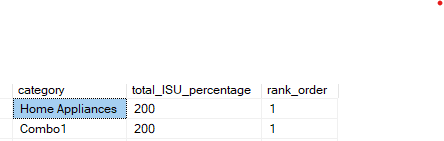 category total_ISU_percentage rank_order
Home Appliances 200 1
Combo1 200 1